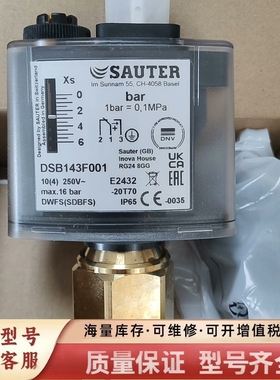 Designed by SAUTER in Switzerland
Xs
0
2
4
6
SAUTER
Im Surinam 55, CH-4058 Basel
bar
1bar = 0,1MPa
2 1 3
DNV
DSB143F001
Sauter (GB)
Inova House
RG24 8GG
UK
CA
10(4) 250V~
max. 16 bar
DWFS(SDBFS)
E2432
-20T70
IP65
CE
-0035
型号
客服
海量库存·可维修·可开增值税
质量保证 型号齐